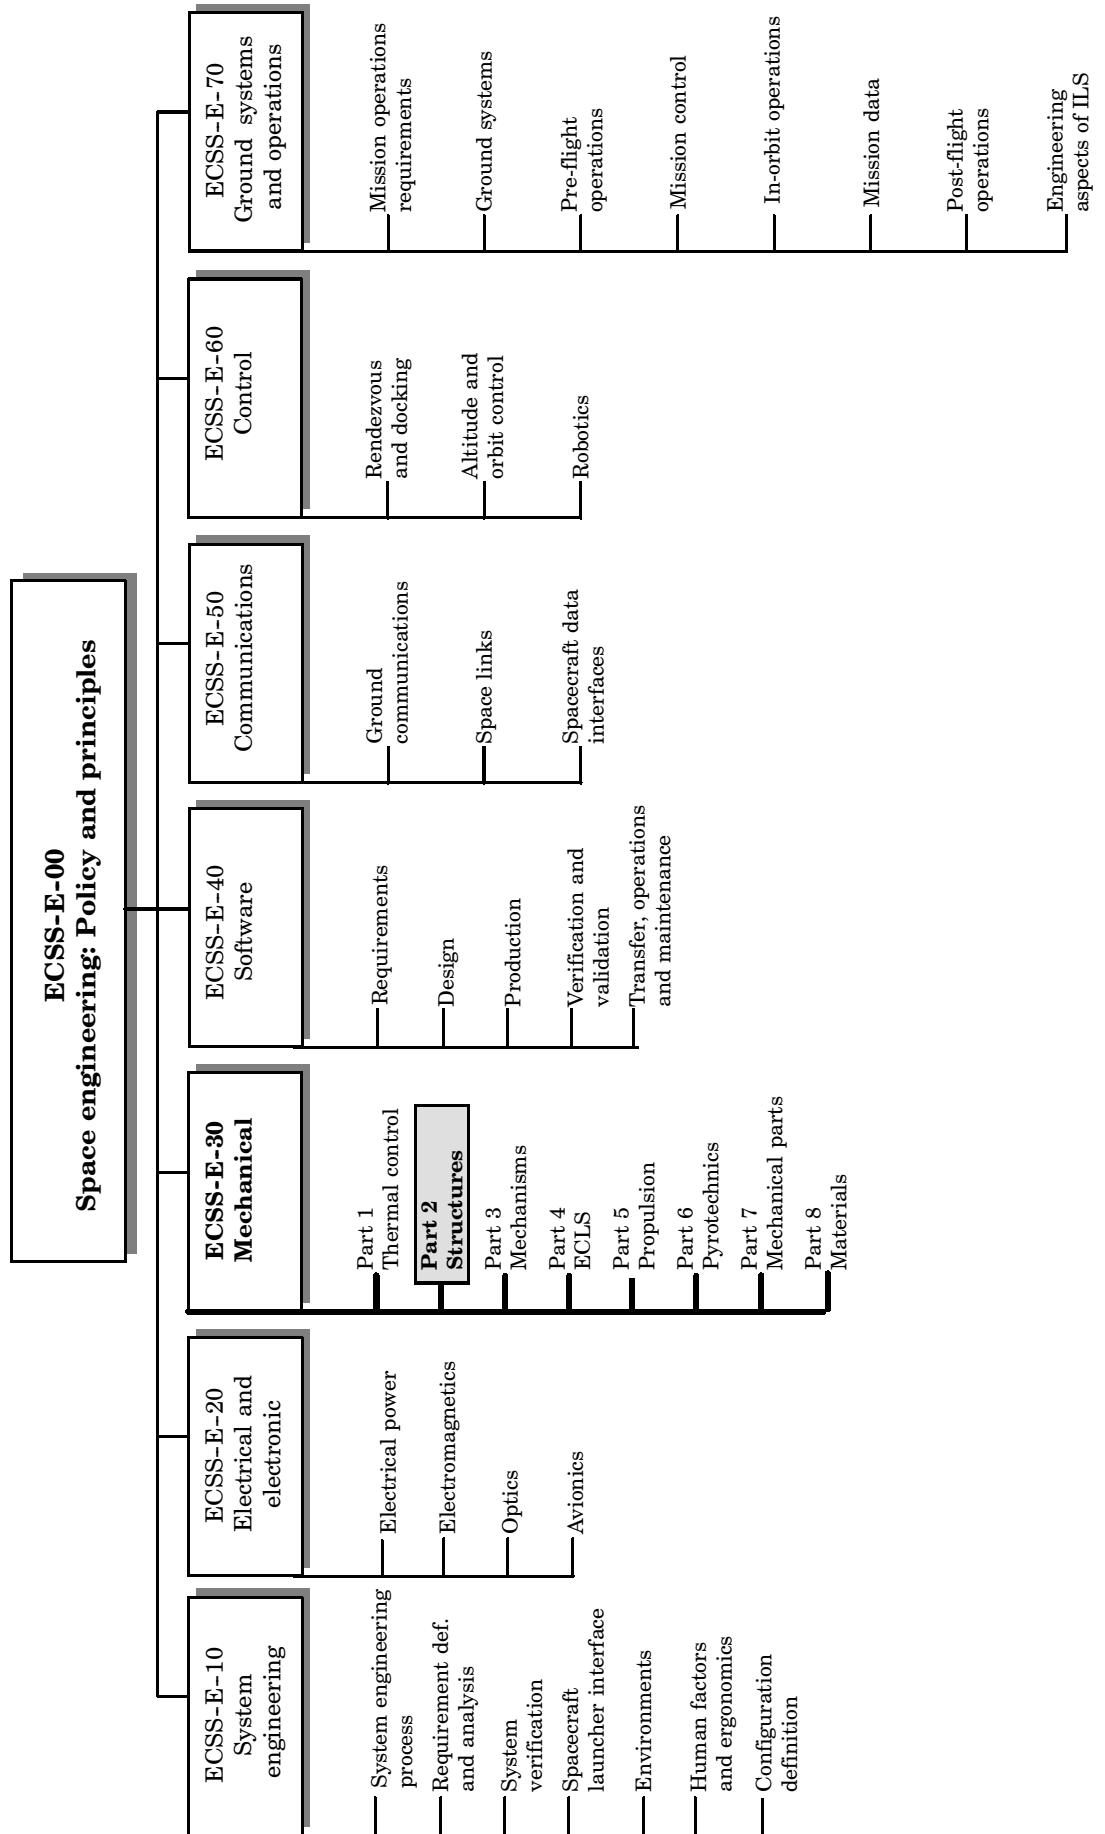 ECSS-E-00
Space engineering: Policy and principles
ECSS-E-10
System
engineering
System engineering
process
Requirement def.
and analysis
System
verification
Spacecraft
launcher interface
Environments
Human factors
and ergonomics
Configuration
definition
ECSS-E-20
Electrical and
electronic
Electrical power
Electromagnetics
Optics
Avionics
ECSS-E-30
Mechanical
Part 1
Thermal control
Part 2
Structures
Part 3
Mechanisms
Part 4
ECLS
Part 5
Propulsion
Part 6
Pyrotechnics
Part 7
Mechanical parts
Part 8
Materials
ECSS-E-40
Software
Requirements
Design
Production
Verification and
validation
Transfer, operations
and maintenance
ECSS-E-50
Communications
Ground
communications
Space links
Spacecraft data
interfaces
ECSS-E-60
Control
Rendezvous
and docking
Altitude and
orbit control
Robotics
ECSS-E-70
Ground systems
and operations
Mission operations
requirements
Ground systems
Pre-flight
operations
Mission control
In-orbit operations
Mission data
Post-flight
operations
Engineering
aspects of ILS